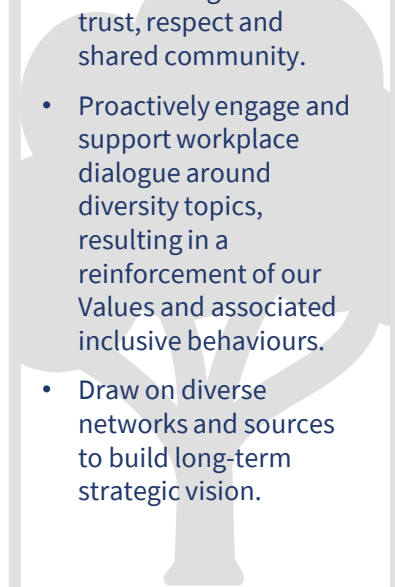 trust, respect and
shared community.
• Proactively engage and
support workplace
dialogue around
diversity topics,
resulting in a
reinforcement of our
Values and associated
inclusive behaviours.
• Draw on diverse
networks and sources
to build long-term
strategic vision.